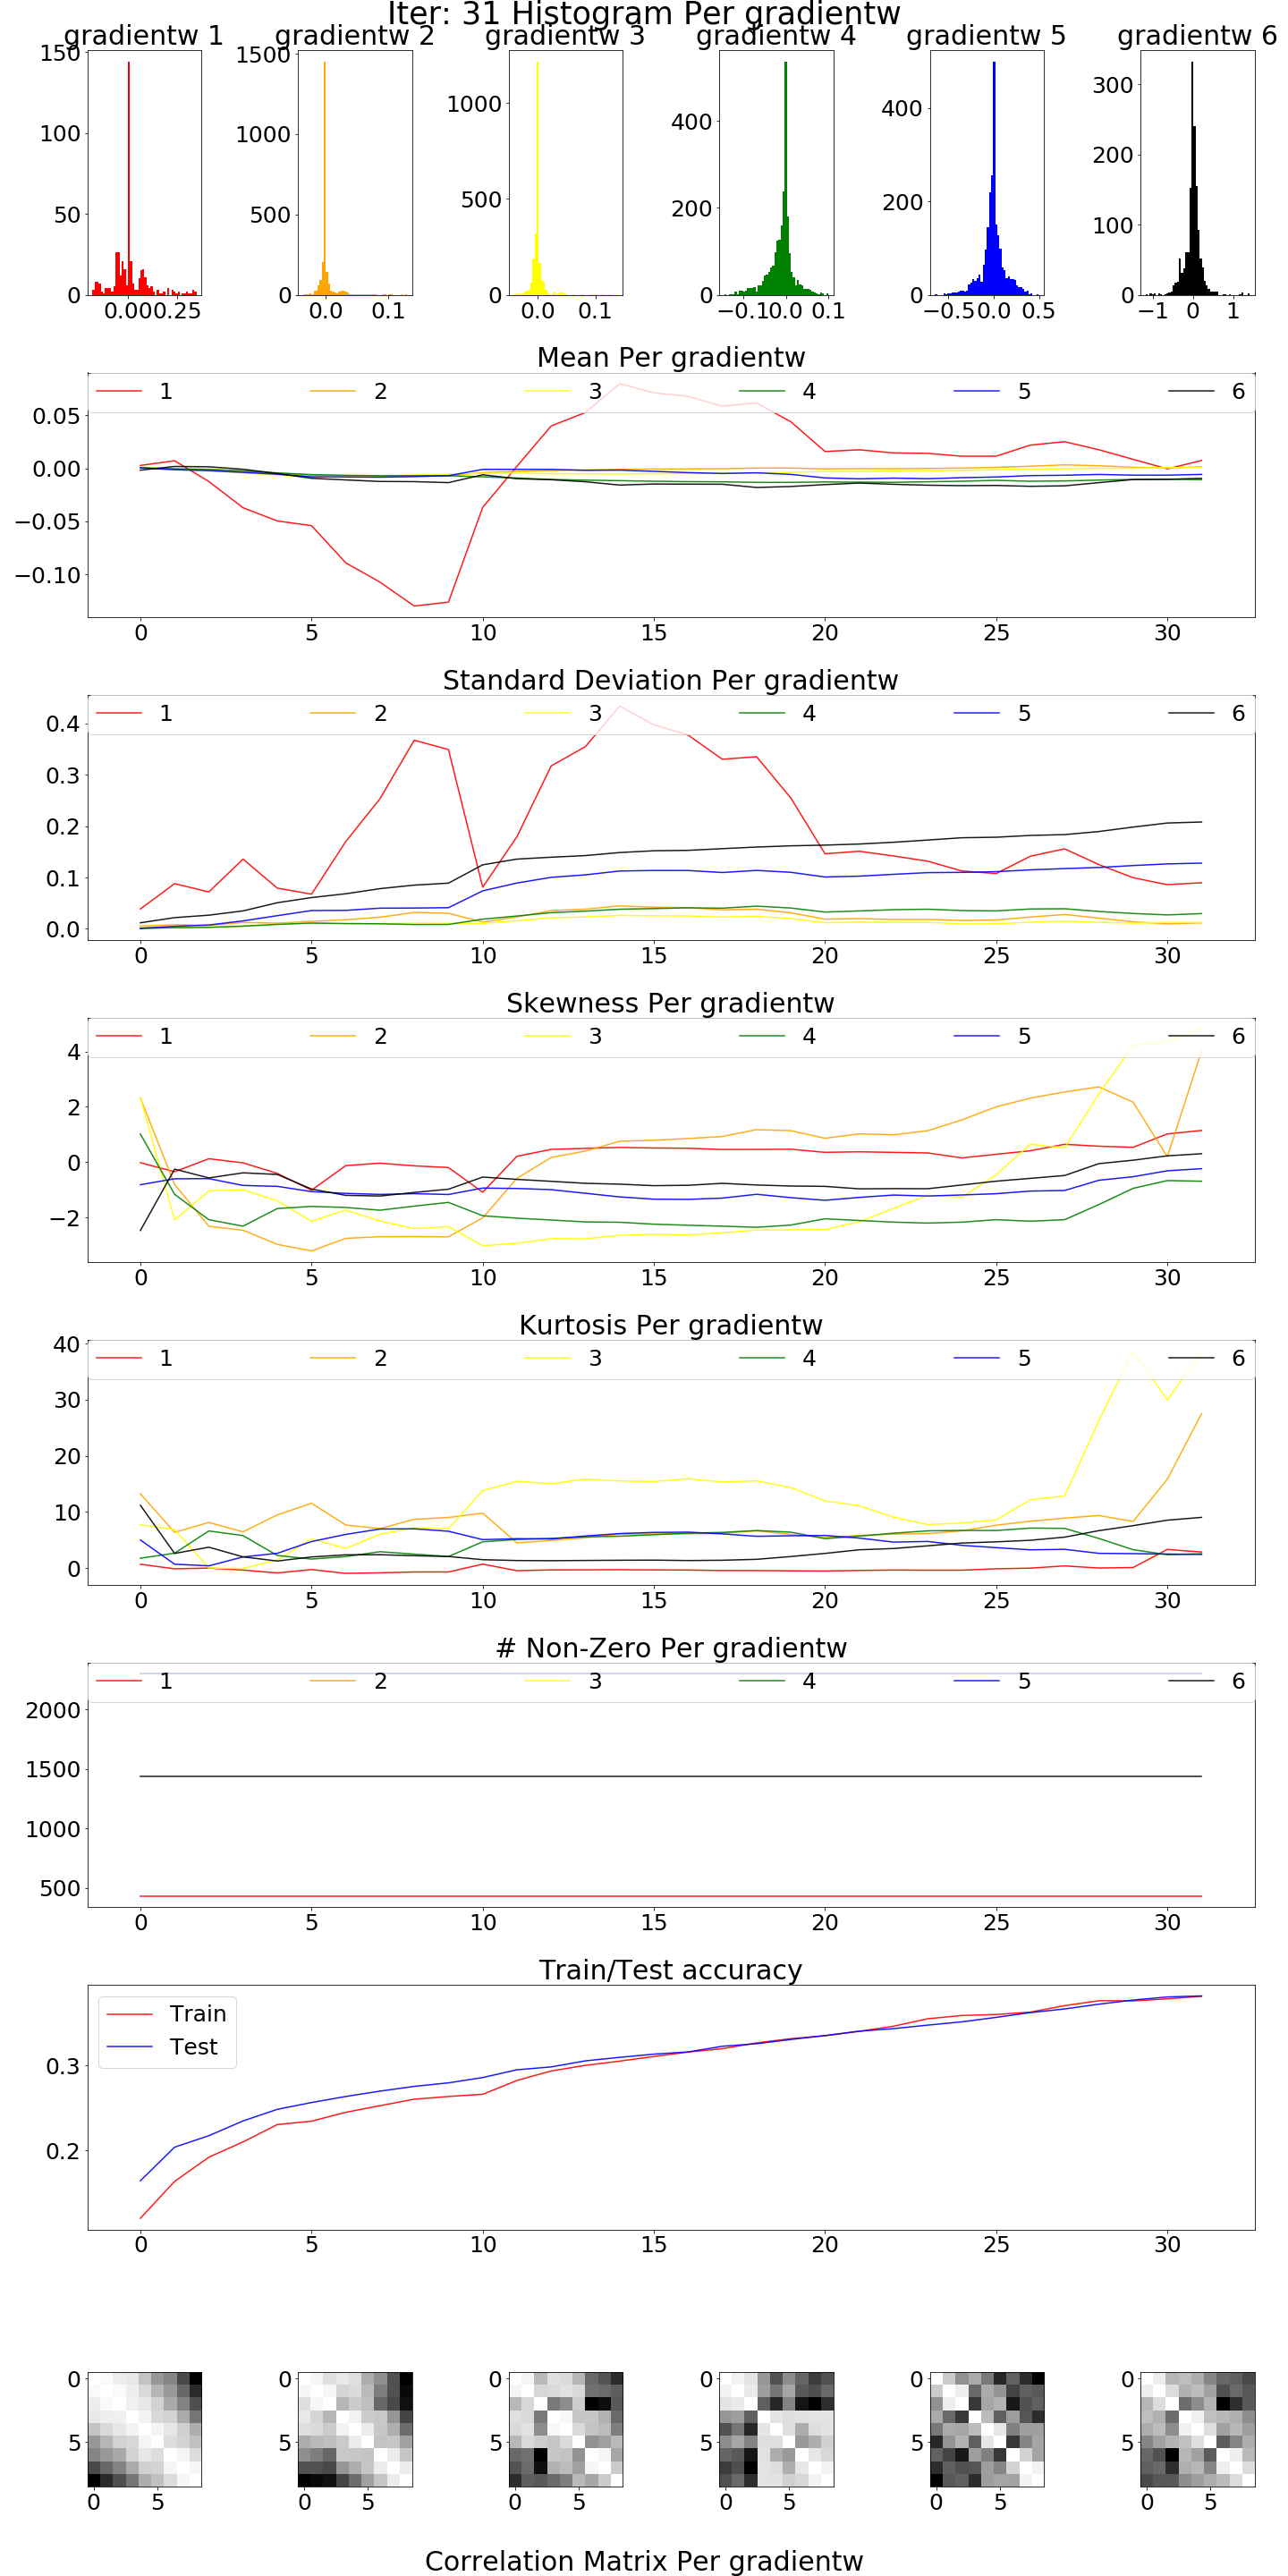 Iter: 31 Histogram Per gradientw
gradientw 1 gradientw 2 gradientw 3 gradientw 4 gradientw 5 gradientw 6
150 100 50 0
0.00 0.25
1500 1000 500 0
0.0 0.1
1000 500 0
0.0 0.1
400 200 0
−0.1 0.0 0.1
400 200 0
−0.5 0.0 0.5
300 200 100 0
−1 0 1
Mean Per gradientw
1 2 3 4 5 6
0.05
0.00
−0.05
−0.10
0 5 10 15 20 25 30
Standard Deviation Per gradientw
1 2 3 4 5 6
0.4
0.3
0.2
0.1
0.0
0 5 10 15 20 25 30
Skewness Per gradientw
1 2 3 4 5 6
4
2
0
−2
0 5 10 15 20 25 30
Kurtosis Per gradientw
1 2 3 4 5 6
40
30
20
10
0
0 5 10 15 20 25 30
# Non-Zero Per gradientw
1 2 3 4 5 6
2000
1500
1000
500
0 5 10 15 20 25 30
Train/Test accuracy
Train
Test
0.3
0.2
0 5 10 15 20 25 30
0 0 0 0 0 0
5 5 5 5 5 5
0 5 0 5 0 5 0 5 0 5 0 5
Correlation Matrix Per gradientw